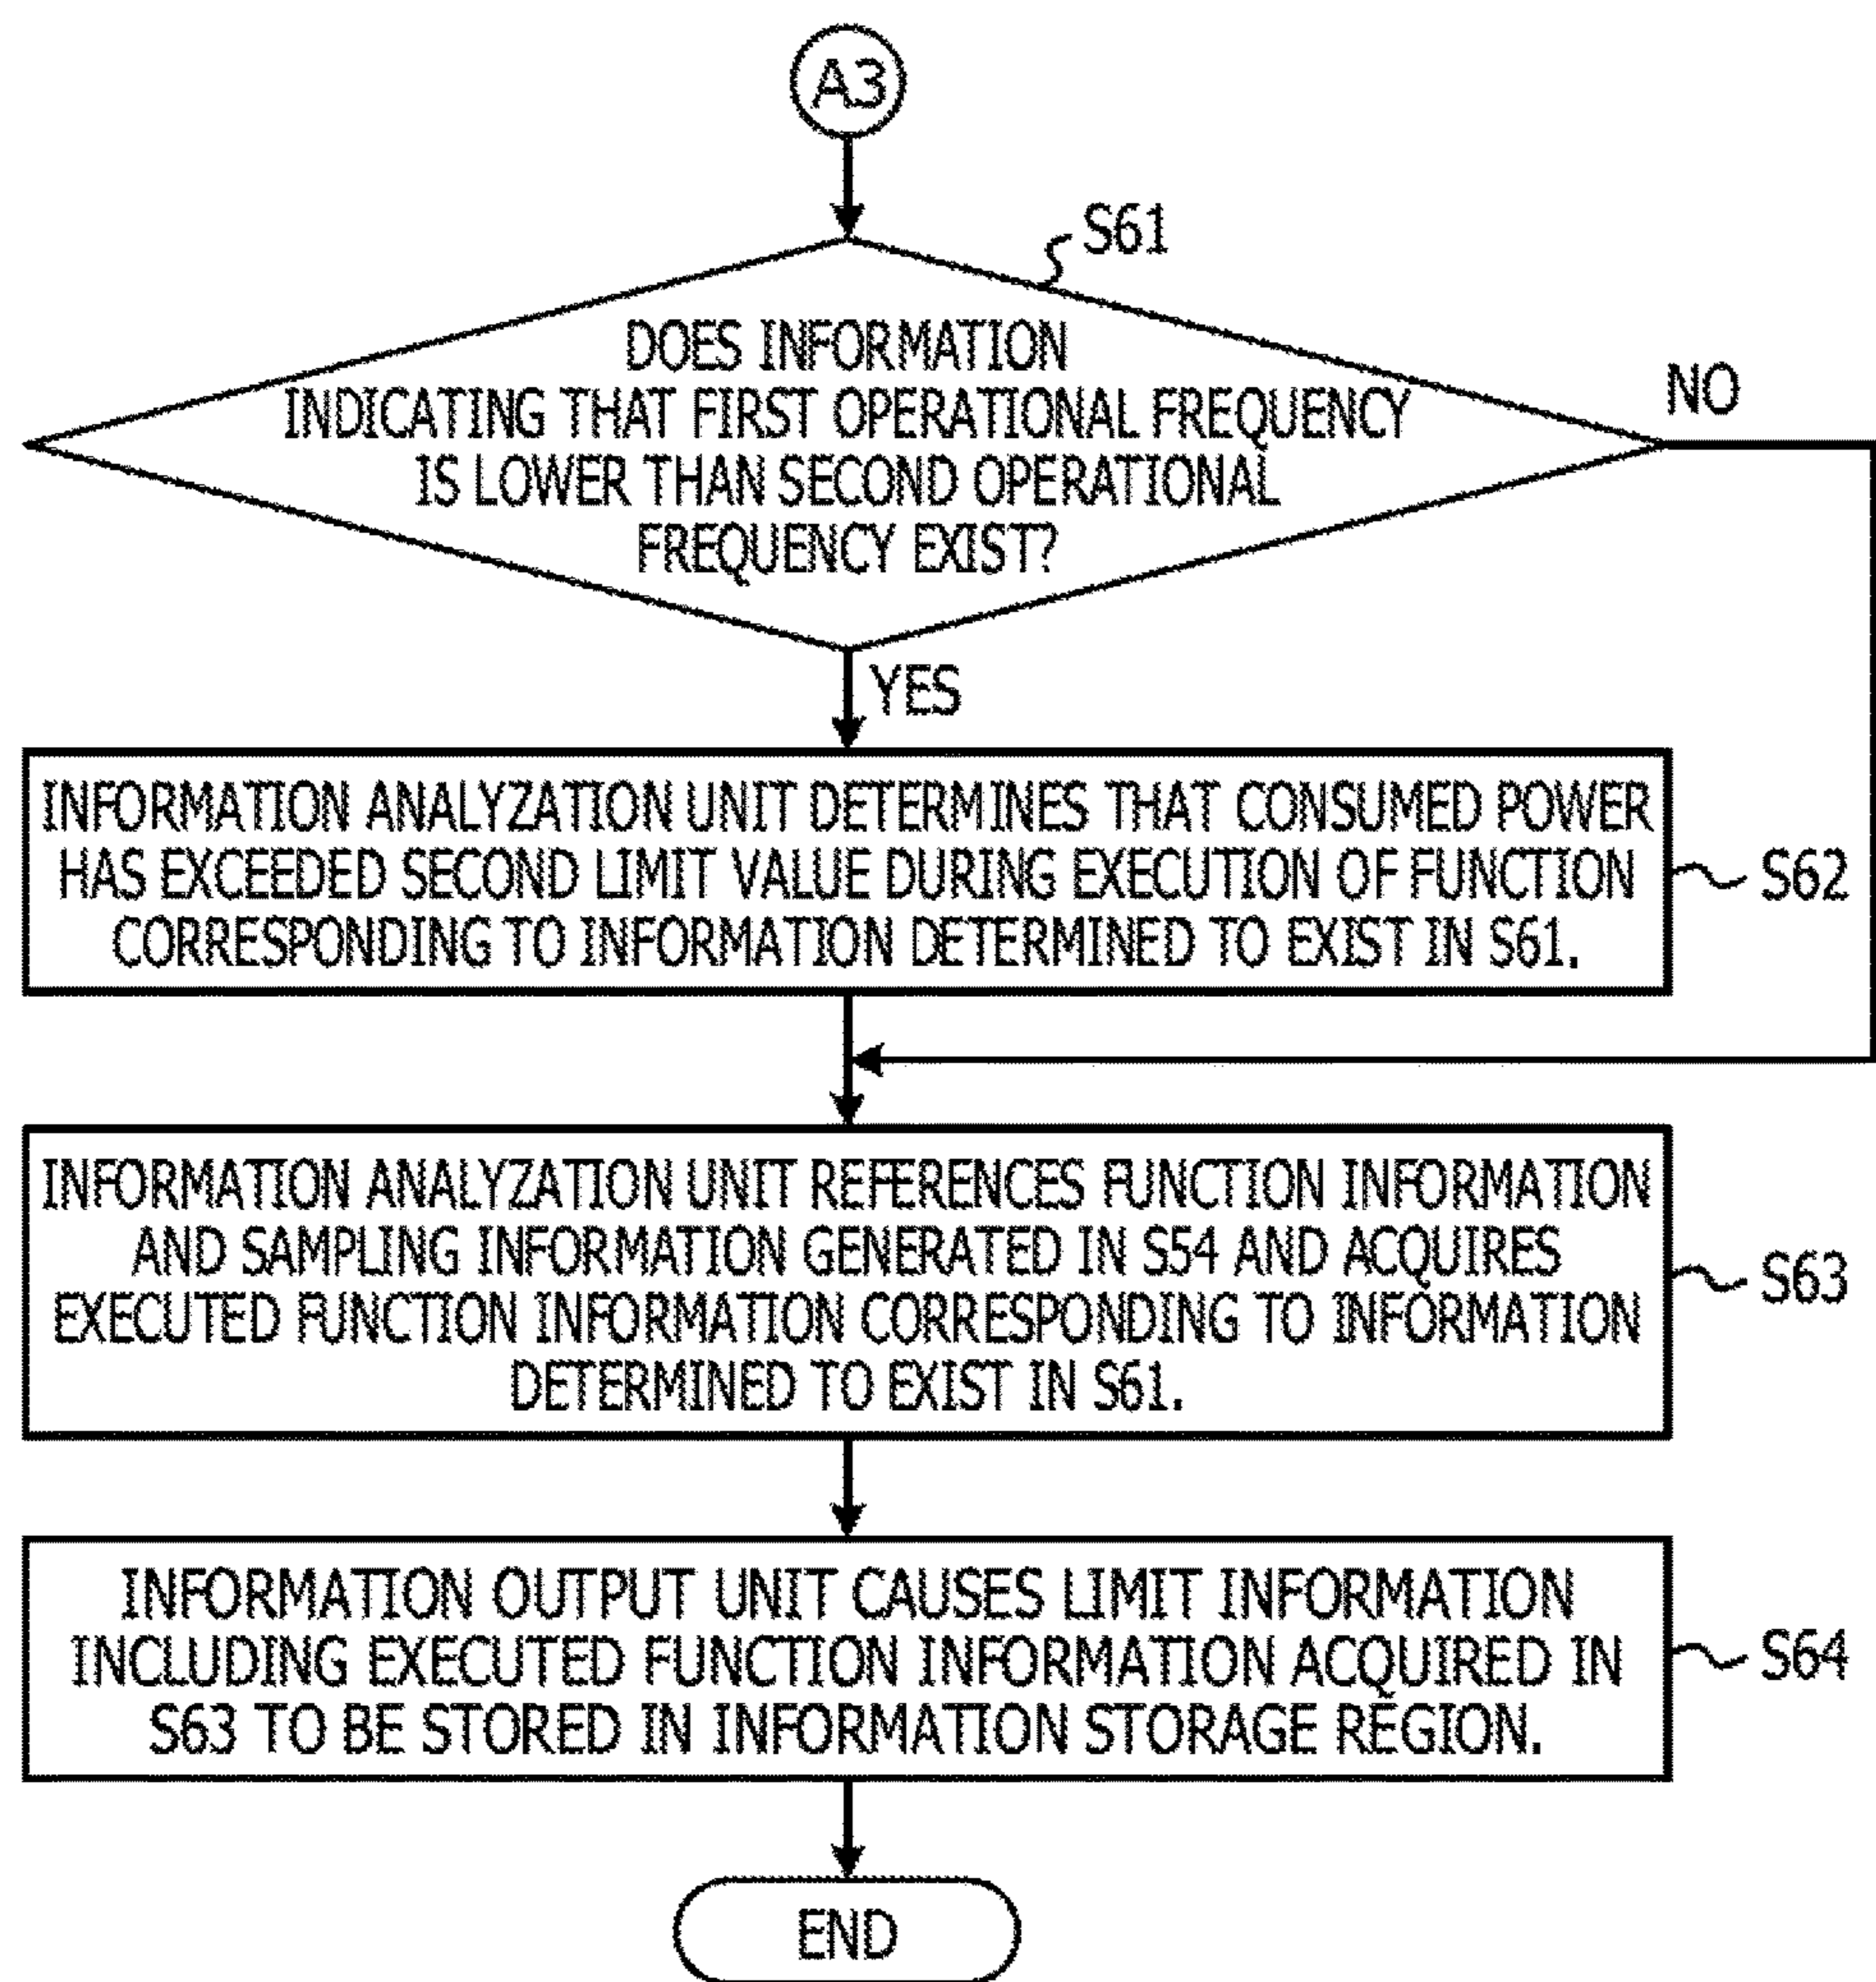 A3
S61
DOES INFORMATION
INDICATING THAT FIRST OPERATIONAL FREQUENCY
IS LOWER THAN SECOND OPERATIONAL
FREQUENCY EXIST?
NO
YES
INFORMATION ANALYZATION UNIT DETERMINES THAT CONSUMED POWER
HAS EXCEEDED SECOND LIMIT VALUE DURING EXECUTION OF FUNCTION
CORRESPONDING TO INFORMATION DETERMINED TO EXIST IN S61.
S62
INFORMATION ANALYZATION UNIT REFERENCES FUNCTION INFORMATION
AND SAMPLING INFORMATION GENERATED IN S54 AND ACQUIRES
EXECUTED FUNCTION INFORMATION CORRESPONDING TO INFORMATION
DETERMINED TO EXIST IN S61.
S63
INFORMATION OUTPUT UNIT CAUSES LIMIT INFORMATION
INCLUDING EXECUTED FUNCTION INFORMATION ACQUIRED IN
S63 TO BE STORED IN INFORMATION STORAGE REGION.
S64
END